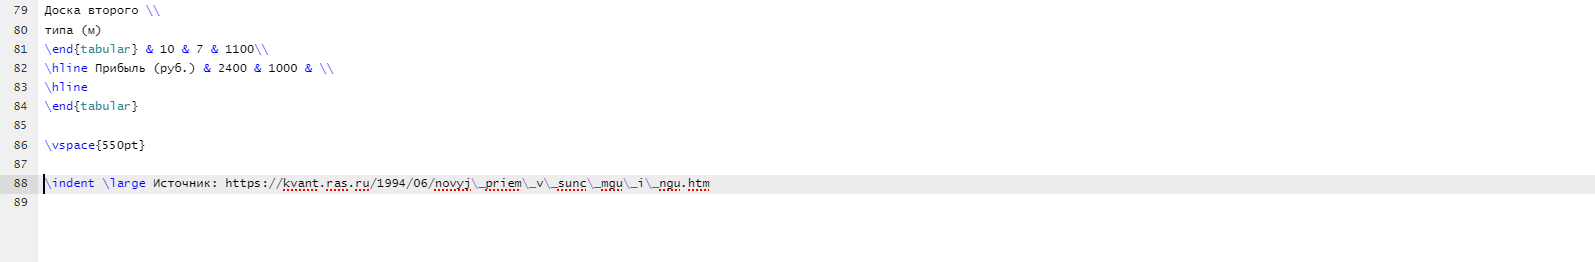 79 Доска второго \\
80 типа (м)
81 \end{tabular} & 10 & 7 & 1100\\
82 \hline Прибыль (руб.) & 2400 & 1000 & \\
83 \hline
84 \end{tabular}
85
86 \vspace{550pt}
87
88 \indent \large Источник: https://kvant.ras.ru/1994/06/novyj\_priem\_v\_sunc\_mgu\_i\_ngu.htm
89